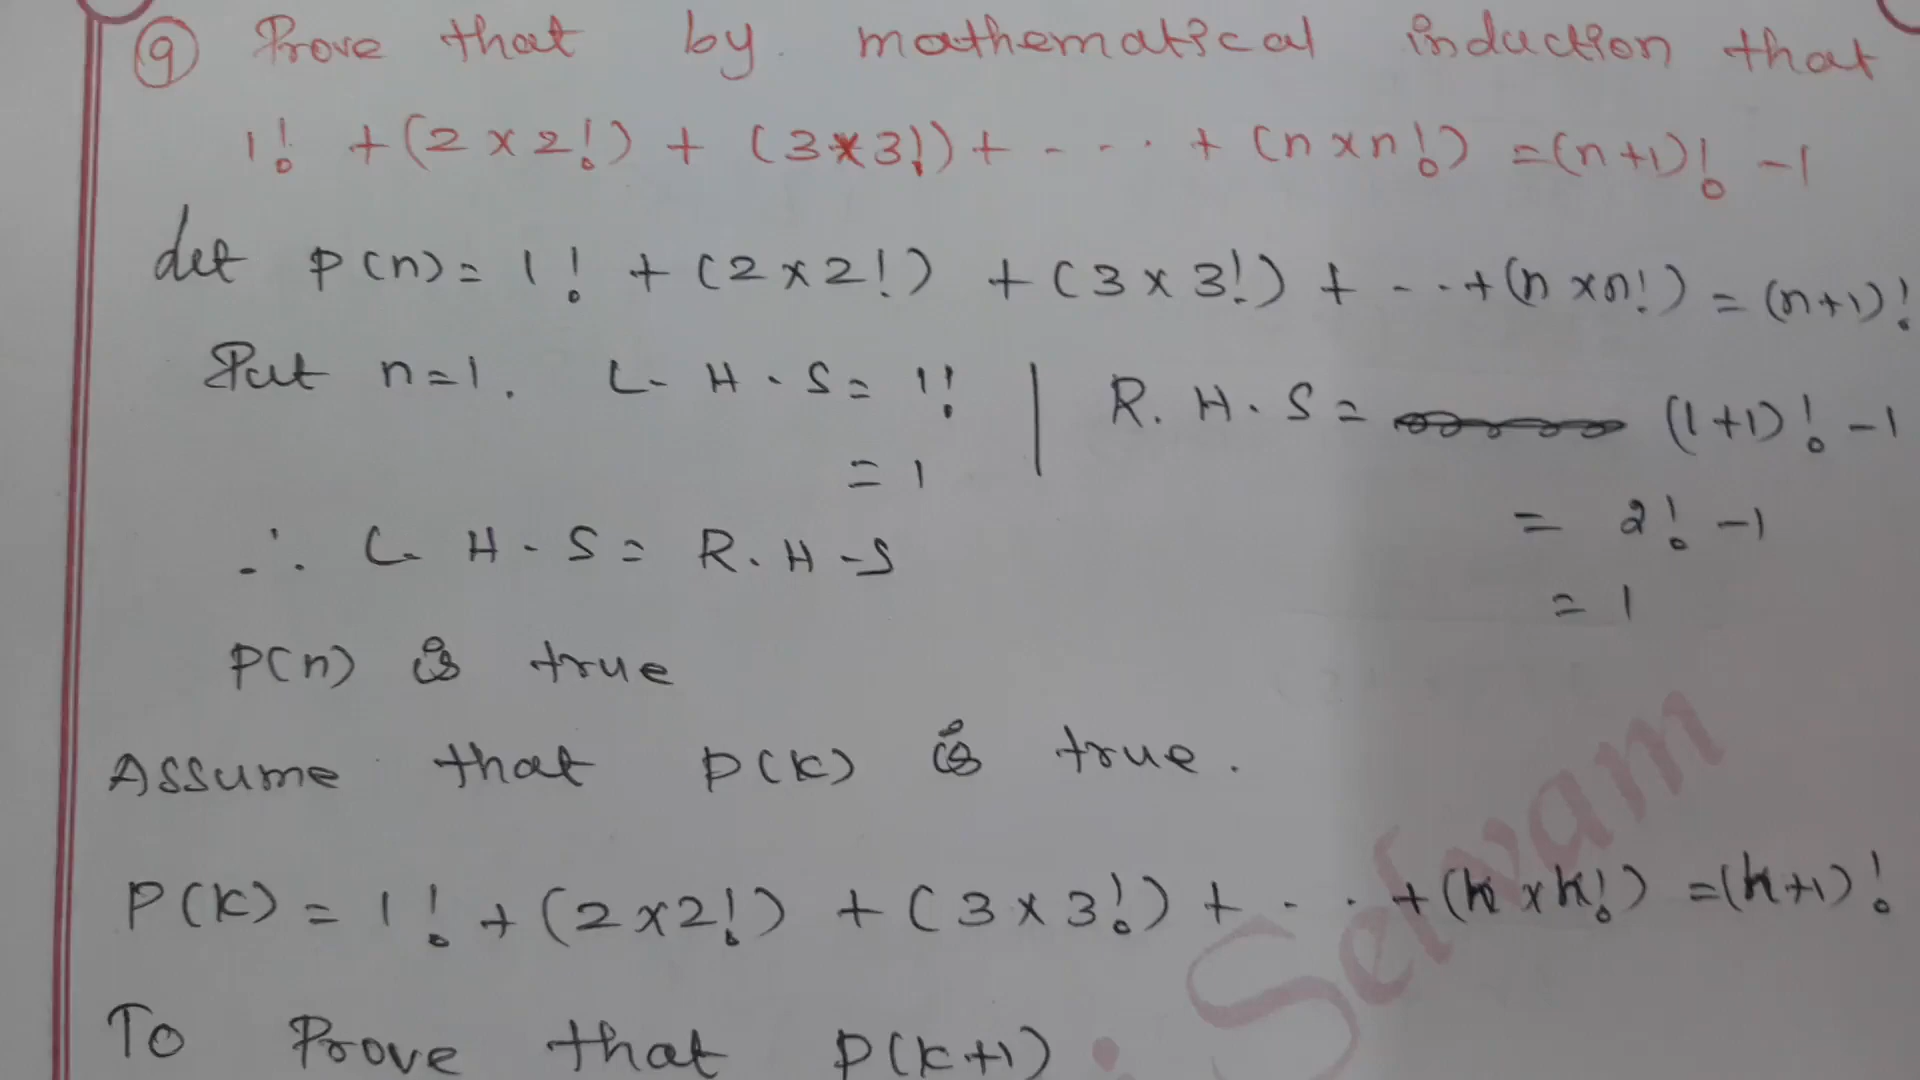 9 Prove that by mathematical induction that
1! + (2 × 2!) + (3 × 3!) + - - · · + (n × n!) = (n+1)! - 1
Let P(n) = 1! + (2 × 2!) + (3 × 3!) + - - · + (n × n!) = (n+1)!
Put n=1. L.H.S = 1! | R.H.S = (1+1)! - 1
= 1
= 2! - 1
∴ L.H.S = R.H.S
= 1
P(n) is true
Assume that P(k) is true.
P(k) = 1! + (2×2!) + (3 × 3!) + - · + (k × k!) = (k+1)!
To Prove that P(k+1)
. Selvam